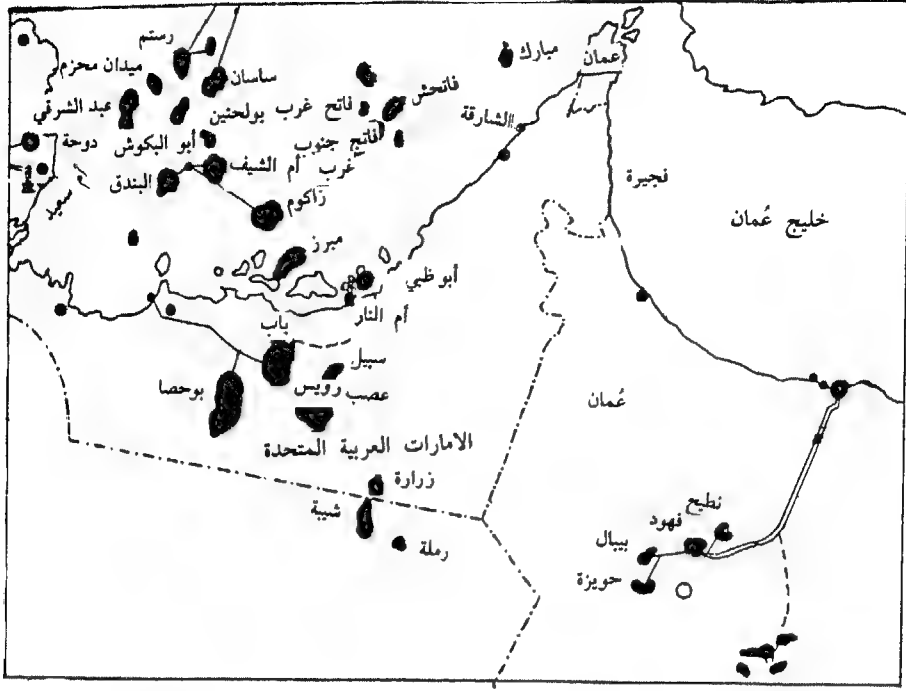 رستم
مبارك
عمان
ميدان محزم
ساسان
فاتحش
عبد الشرقي
بولحنين
فاتح غرب
الشارقة
دوحة
أبو البكوش
فاتح جنوب
غرب
أم الشيف
البندق
زاكوم
فجيرة
خليج عُمان
مبرز
أبو ظبي
أم النار
باب
سبيل
بوحصا
رويس
عصب
عُمان
الامارات العربية المتحدة
زرارة
شيبة
رملة
نطيح
فهود
بيبال
حويزة